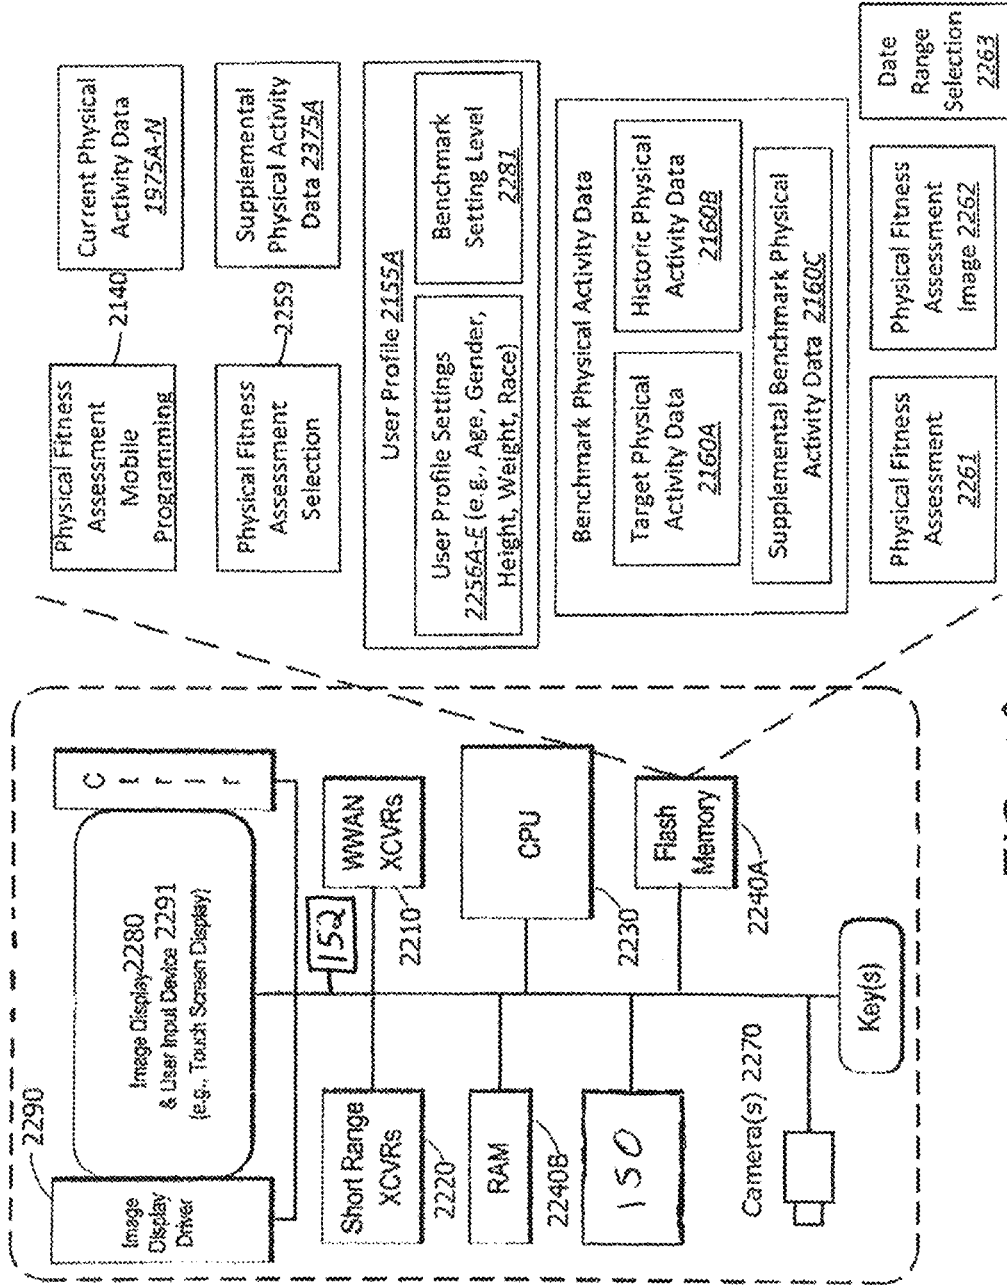 2290
Image
Display
Driver
Image Display 2280
& User Input Device 2291
(e.g., Touch Screen Display)
C
t
r
l
r
152
Short Range
XCVRs
2220
WWAN
XCVRs
2210
RAM
2240B
CPU
2230
150
Flash
Memory
2240A
Camera(s) 2270
Key(s)
Physical Fitness
Assessment
Mobile
Programming
2140
Current Physical
Activity Data
1975A-N
Physical Fitness
Assessment
Selection
2259
Supplemental
Physical Activity
Data 2375A
User Profile 2155A
User Profile Settings
2256A-E (e.g., Age, Gender,
Height, Weight, Race)
Benchmark
Setting Level
2281
Benchmark Physical Activity Data
Target Physical
Activity Data
2160A
Historic Physical
Activity Data
2160B
Supplemental Benchmark Physical
Activity Data 2160C
Physical Fitness
Assessment
2261
Physical Fitness
Assessment
Image 2262
Date
Range
Selection
2263